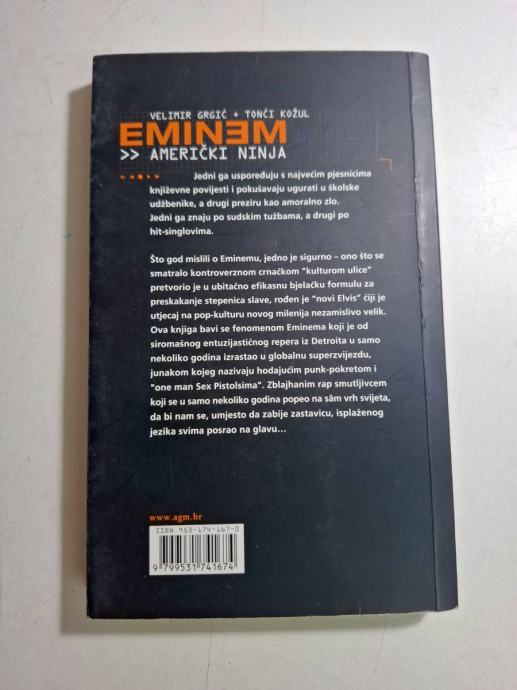 VELIMIR GRGIĆ + TONČI KOŽUL
EMINƎM
>> AMERIČKI NINJA
Jedni ga uspoređuju s najvećim pjesnicima
književne povijesti i pokušavaju ugurati u školske
udžbenike, a drugi preziru kao amoralno zlo.
Jedni ga znaju po sudskim tužbama, a drugi po
hit-singlovima.
Što god mislili o Eminemu, jedno je sigurno – ono što se
smatralo kontroverznom crnačkom "kulturom ulice"
pretvorio je u ubitačno efikasnu bjelačku formulu za
preskakanje stepenica slave, rođen je "novi Elvis" čiji je
utjecaj na pop-kulturu novog milenija nezamislivo velik.
Ova knjiga bavi se fenomenom Eminema koji je od
siromašnog entuzijastičnog repera iz Detroita u samo
nekoliko godina izrastao u globalnu superzvijezdu,
junakom kojeg nazivaju hodajućim punk-pokretom i
"one man Sex Pistolsima". Zblajhanim rap smutljivcem
koji se u samo nekoliko godina popeo na sâm vrh svijeta,
da bi nam se, umjesto da zabije zastavicu, isplaženog
jezika svima posrao na glavu...
www.agm.hr
ISBN 953-174-167-0
9 799531 741674